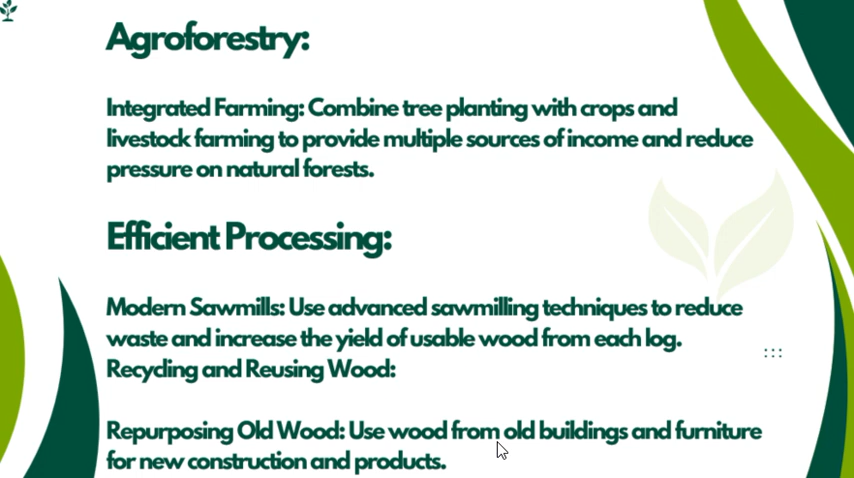 Agroforestry:
Integrated Farming: Combine tree planting with crops and
livestock farming to provide multiple sources of income and reduce
pressure on natural forests.
Efficient Processing:
Modern Sawmills: Use advanced sawmilling techniques to reduce
waste and increase the yield of usable wood from each log.
Recycling and Reusing Wood:
Repurposing Old Wood: Use wood from old buildings and furniture
for new construction and products.